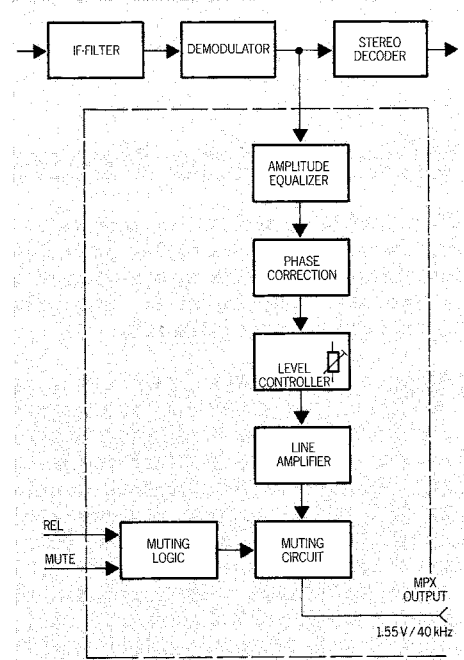 IF-FILTER
DEMODULATOR
STEREO
DECODER
AMPLITUDE
EQUALIZER
PHASE
CORRECTION
LEVEL
CONTROLLER
LINE
AMPLIFIER
REL
MUTE
MUTING
LOGIC
MUTING
CIRCUIT
MPX
OUTPUT
1.55 V / 40 kHz